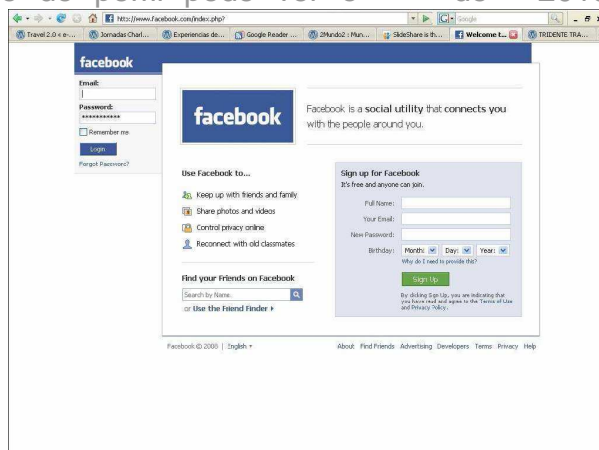 http://www.facebook.com/index.php?
Google
Travel 2.0 « e-...
Jornadas Charl...
Experiencias de...
Google Reader ...
2Mundo2 : Mun...
SlideShare is th...
Welcome t...
TRIDENTE TRA...
facebook
Email:
Password:
***********
Remember me
Login
Forgot Password?
facebook
Facebook is a social utility that connects you
with the people around you.
Use Facebook to...
Keep up with friends and family
Share photos and videos
Control privacy online
Reconnect with old classmates
Find your Friends on Facebook
Search by Name
or Use the Friend Finder
Sign up for Facebook
It's free and anyone can join.
Full Name:
Your Email:
New Password:
Birthday: Month: Day: Year:
Why do I need to provide this?
Sign Up
By clicking Sign Up, you are indicating that
you have read and agree to the Terms of Use
and Privacy Policy.
Facebook © 2008 | English
About Find Friends Advertising Developers Terms Privacy Help